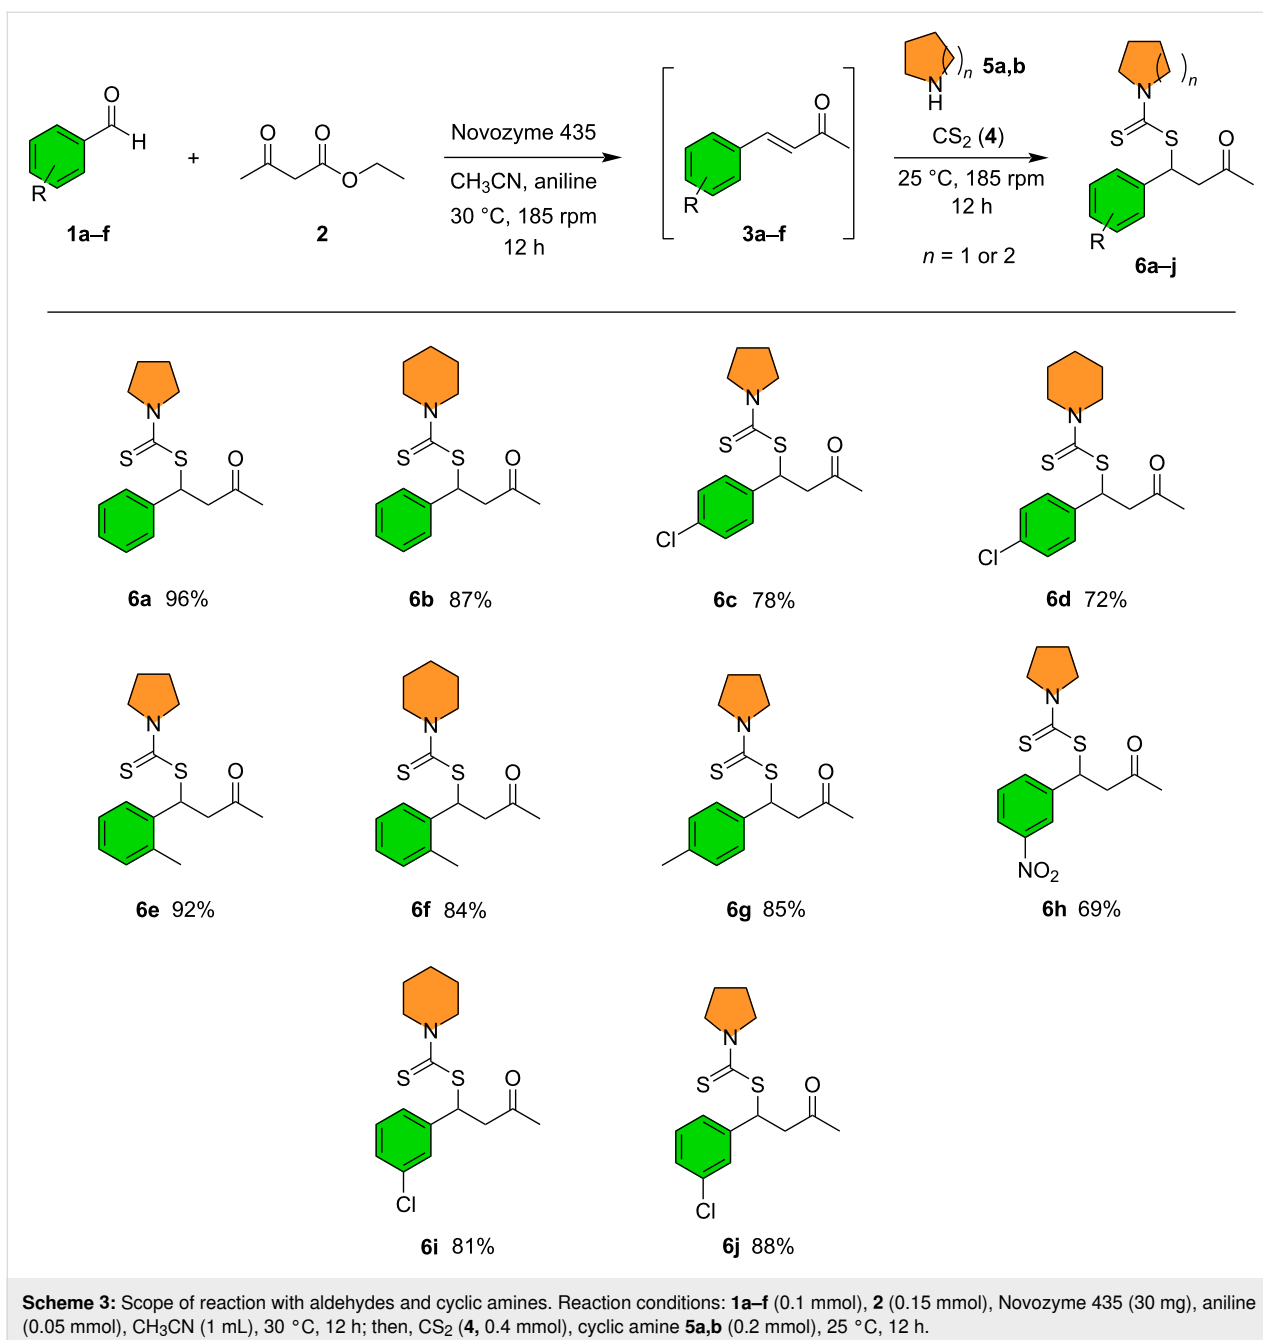 O
H
R
1a–f
+
O O
O
2
Novozyme 435
CH₃CN, aniline
30 °C, 185 rpm
12 h
O
R
3a–f
n
N
H
5a,b
CS₂ (4)
25 °C, 185 rpm
12 h
n = 1 or 2
n
N
S S O
R
6a–j
N
S S O
6a 96%
N
S S O
6b 87%
N
S S O
Cl
6c 78%
N
S S O
Cl
6d 72%
N
S S O
6e 92%
N
S S O
6f 84%
N
S S O
6g 85%
N
S S O
NO₂
6h 69%
N
S S O
Cl
6i 81%
N
S S O
Cl
6j 88%
Scheme 3: Scope of reaction with aldehydes and cyclic amines. Reaction conditions: 1a–f (0.1 mmol), 2 (0.15 mmol), Novozyme 435 (30 mg), aniline
(0.05 mmol), CH₃CN (1 mL), 30 °C, 12 h; then, CS₂ (4, 0.4 mmol), cyclic amine 5a,b (0.2 mmol), 25 °C, 12 h.